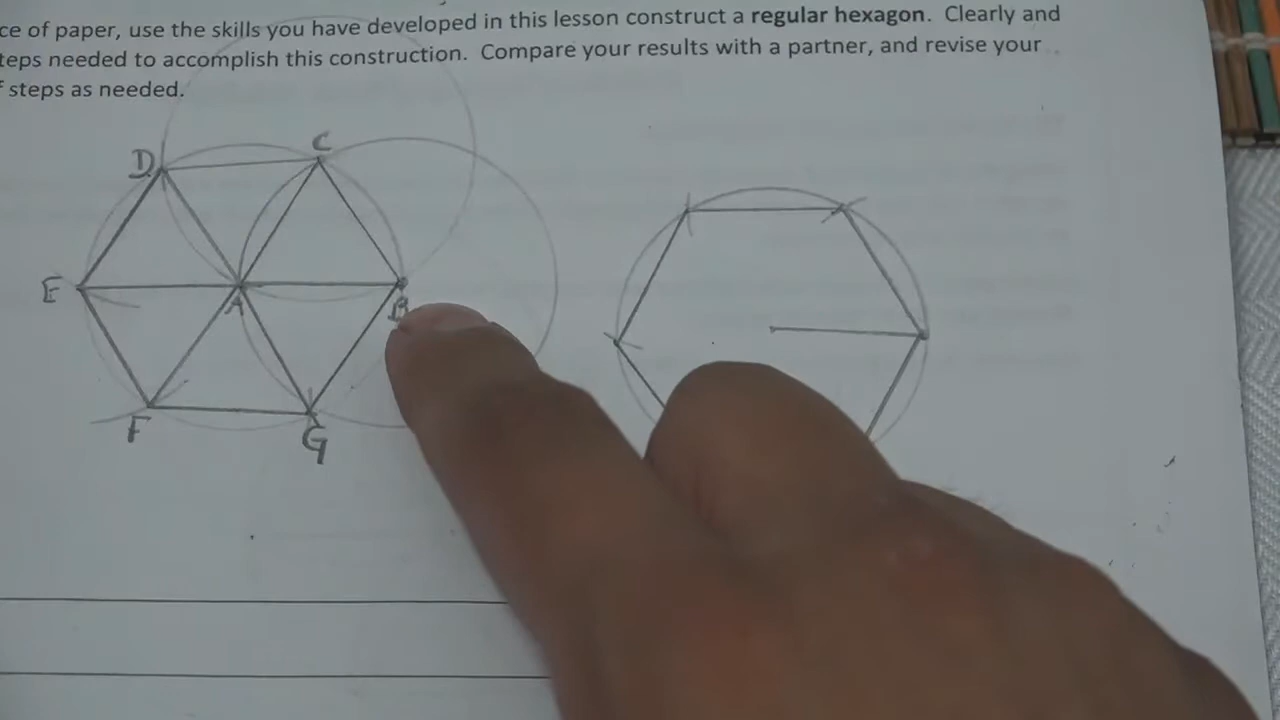 ce of paper, use the skills you have developed in this lesson construct a regular hexagon. Clearly and
teps needed to accomplish this construction. Compare your results with a partner, and revise your
f steps as needed.
C
D
E
A
B
F
G